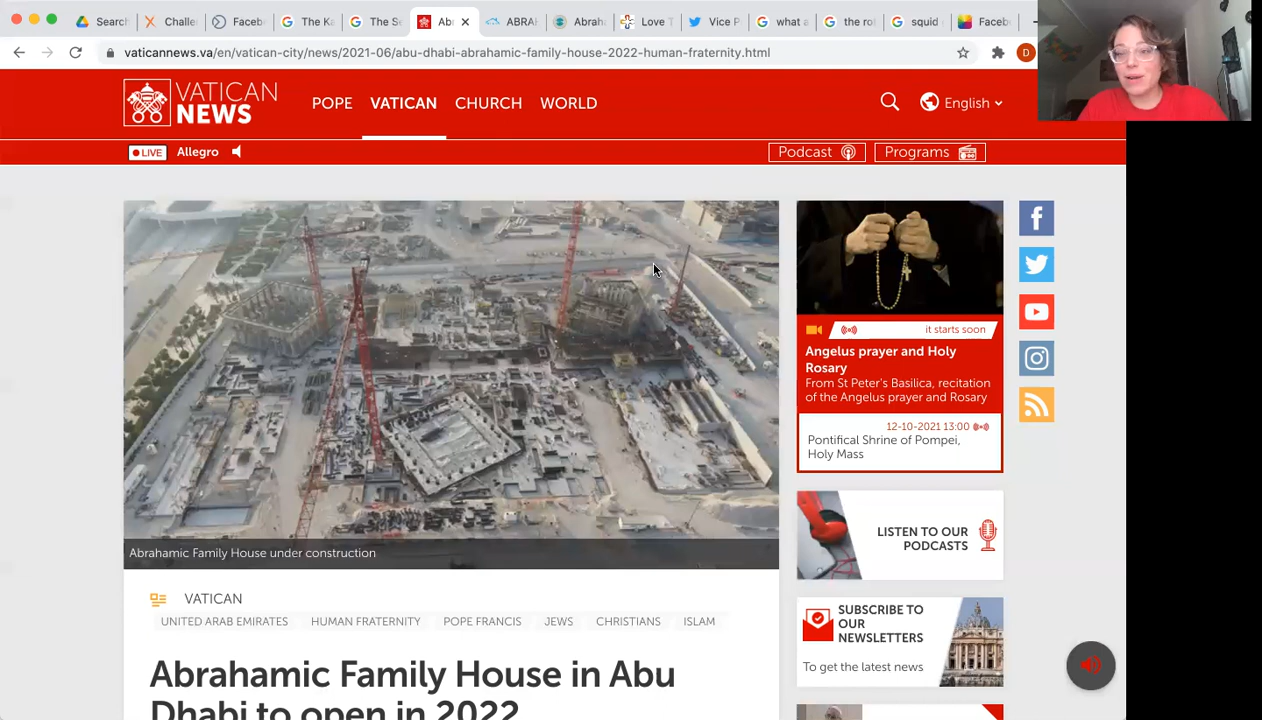 Search
Challe
Faceb
The Ka
The Se
Ab
ABRAH
Abrah
Love T
Vice P
what a
the rol
squid
Faceb
vaticannews.va/en/vatican-city/news/2021-06/abu-dhabi-abrahamic-family-house-2022-human-fraternity.html
D
VATICAN
NEWS
POPE VATICAN CHURCH WORLD
English
LIVE Allegro
Podcast Programs
Abrahamic Family House under construction
VATICAN
UNITED ARAB EMIRATES HUMAN FRATERNITY POPE FRANCIS JEWS CHRISTIANS ISLAM
Abrahamic Family House in Abu
Dhabi to open in 2022
it starts soon
Angelus prayer and Holy
Rosary
From St Peter's Basilica, recitation
of the Angelus prayer and Rosary
12-10-2021 13:00
Pontifical Shrine of Pompei,
Holy Mass
LISTEN TO OUR
PODCASTS
SUBSCRIBE TO
OUR
NEWSLETTERS
To get the latest news